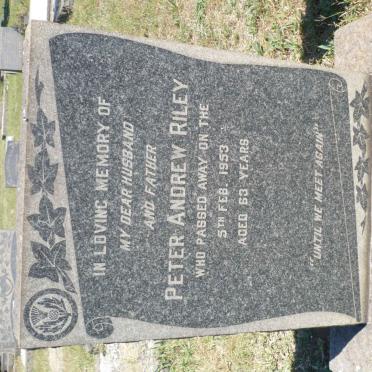 IN LOVING MEMORY OF
MY DEAR HUSBAND
AND FATHER
PETER ANDREW RILEY
WHO PASSED AWAY ON THE
5TH FEB. 1953
AGED 63 YEARS
"UNTIL WE MEET AGAIN"